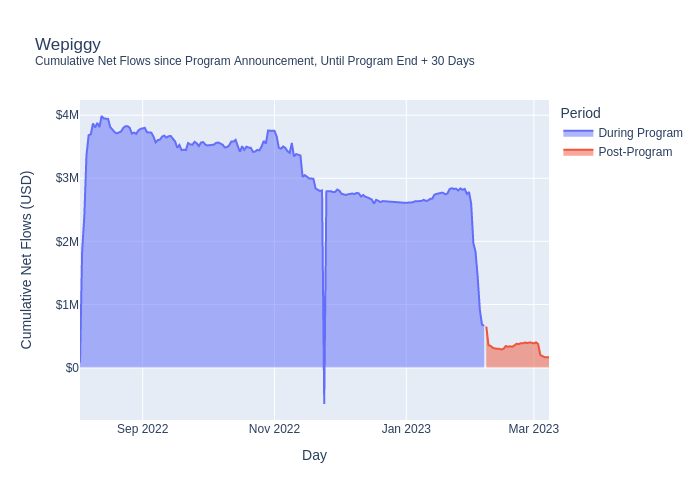 Wepiggy
Cumulative Net Flows since Program Announcement, Until Program End + 30 Days
Period
During Program
Post-Program
Cumulative Net Flows (USD)
$4M
$3M
$2M
$1M
$0
Sep 2022
Nov 2022
Jan 2023
Mar 2023
Day